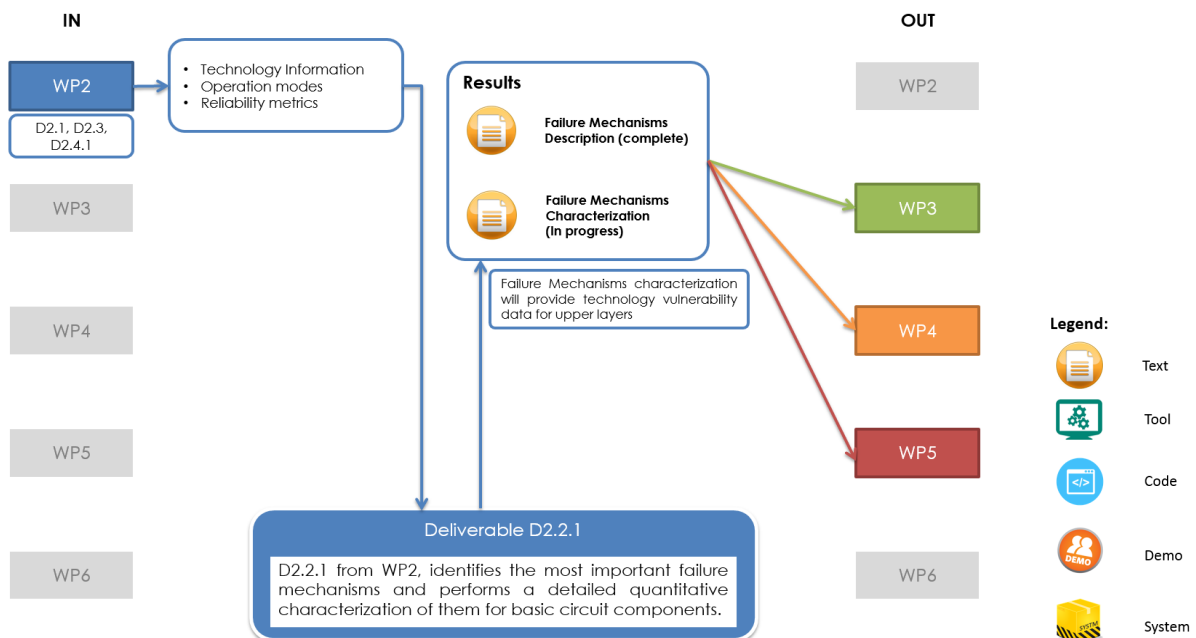 IN
OUT
WP2
D2.1, D2.3,
D2.4.1
WP3
WP4
WP5
WP6
• Technology Information
• Operation modes
• Reliability metrics
Results
Failure Mechanisms
Description (complete)
Failure Mechanisms
Characterization
(In progress)
Failure Mechanisms characterization
will provide technology vulnerability
data for upper layers
Deliverable D2.2.1
D2.2.1 from WP2, identifies the most important failure
mechanisms and performs a detailed quantitative
characterization of them for basic circuit components.
WP2
WP3
WP4
WP5
WP6
Legend:
Text
Tool
</>
Code
DEMO
Demo
SYSTEM
System